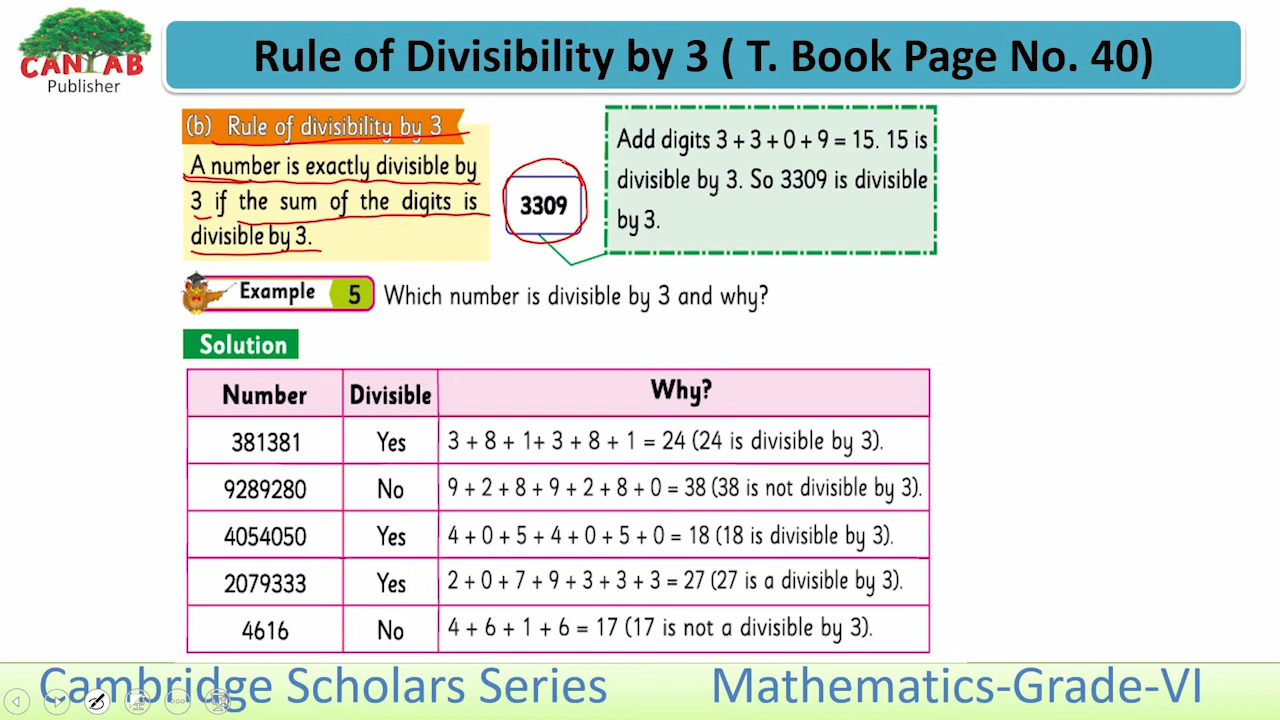 CANTAB
Publisher
Rule of Divisibility by 3 ( T. Book Page No. 40)
(b) Rule of divisibility by 3
A number is exactly divisible by
3 if the sum of the digits is
divisible by 3.
3309
Add digits 3 + 3 + 0 + 9 = 15. 15 is
divisible by 3. So 3309 is divisible
by 3.
Example 5 Which number is divisible by 3 and why?
Solution
Number Divisible Why?
381381 Yes 3 + 8 + 1+ 3 + 8 + 1 = 24 (24 is divisible by 3).
9289280 No 9 + 2 + 8 + 9 + 2 + 8 + 0 = 38 (38 is not divisible by 3).
4054050 Yes 4 + 0 + 5 + 4 + 0 + 5 + 0 = 18 (18 is divisible by 3).
2079333 Yes 2 + 0 + 7 + 9 + 3 + 3 + 3 = 27 (27 is a divisible by 3).
4616 No 4 + 6 + 1 + 6 = 17 (17 is not a divisible by 3).
Cambridge Scholars Series Mathematics-Grade-VI